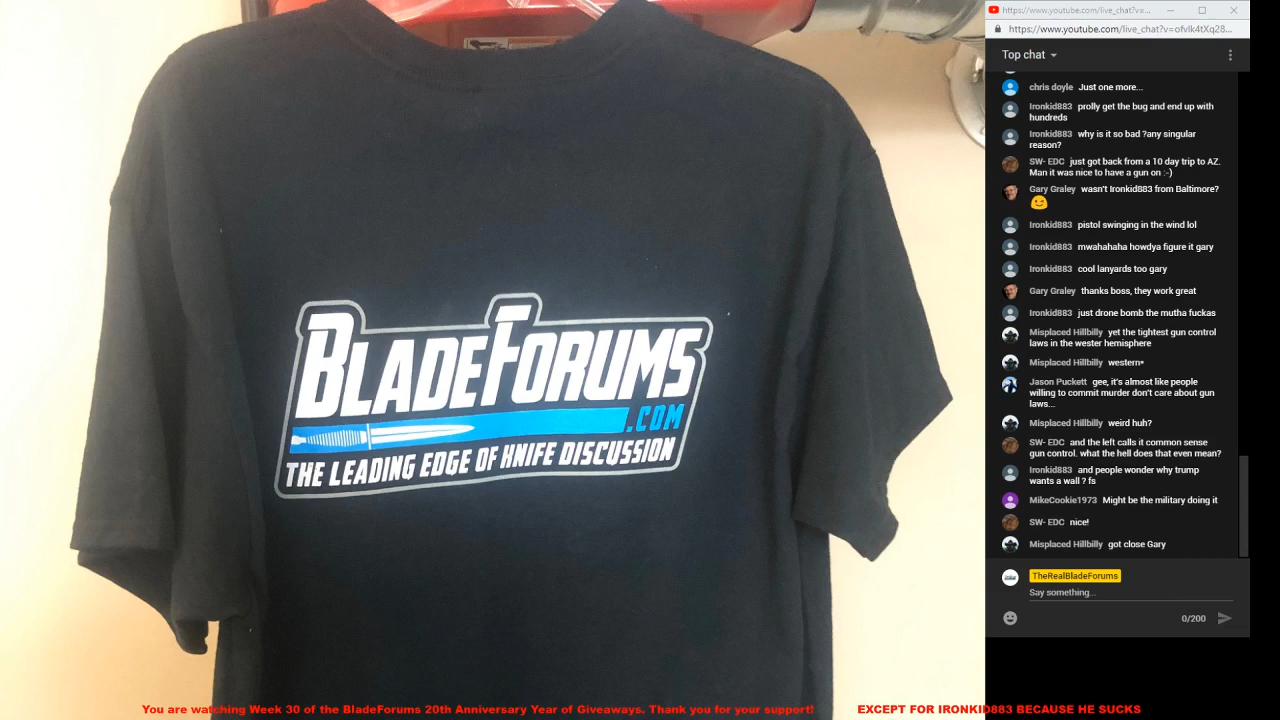 BLADEFORUMS
.COM
THE LEADING EDGE OF KNIFE DISCUSSION
https://www.youtube.com/live_chat?v=...
https://www.youtube.com/live_chat?v=ofvIk4tXq28...
Top chat
chris doyle Just one more...
Ironkid883 prolly get the bug and end up with
hundreds
Ironkid883 why is it so bad ?any singular
reason?
SW- EDC just got back from a 10 day trip to AZ.
Man it was nice to have a gun on :-)
Gary Graley wasn't Ironkid883 from Baltimore?
Ironkid883 pistol swinging in the wind lol
Ironkid883 mwahahaha howdya figure it gary
Ironkid883 cool lanyards too gary
Gary Graley thanks boss, they work great
Ironkid883 just drone bomb the mutha fuckas
Misplaced Hillbilly yet the tightest gun control
laws in the wester hemisphere
Misplaced Hillbilly western*
Jason Puckett gee, it's almost like people
willing to commit murder don't care about gun
laws...
Misplaced Hillbilly weird huh?
SW- EDC and the left calls it common sense
gun control. what the hell does that even mean?
Ironkid883 and people wonder why trump
wants a wall ? fs
MikeCookie1973 Might be the military doing it
SW- EDC nice!
Misplaced Hillbilly got close Gary
TheRealBladeForums
Say something...
0/200
You are watching Week 30 of the BladeForums 20th Anniversary Year of Giveaways. Thank you for your support! EXCEPT FOR IRONKID883 BECAUSE HE SUCKS